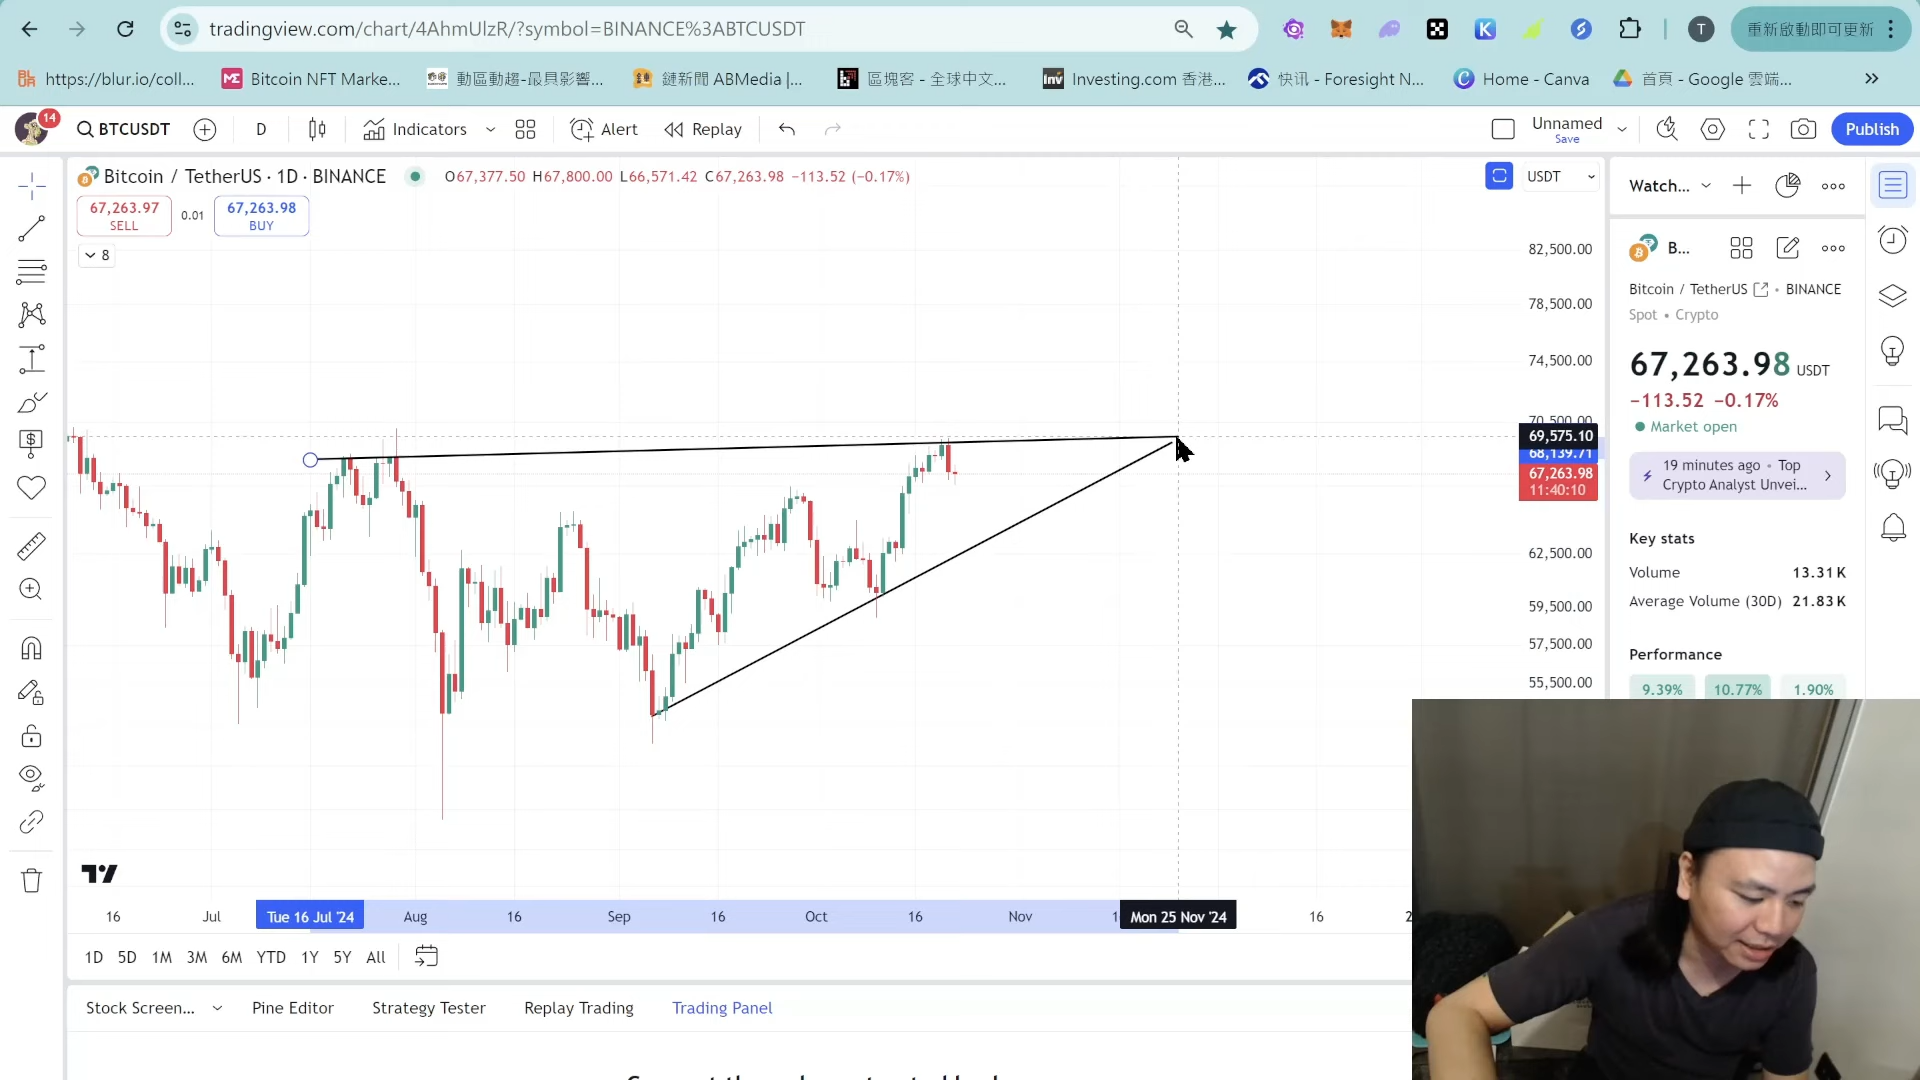 tradingview.com/chart/4AhmUlzR/?symbol=BINANCE%3ABTCUSDT
T
重新啟動即可更新
https://blur.io/coll...
Bitcoin NFT Marke...
動區動趨-最具影響...
鏈新聞 ABMedia |...
區塊客 - 全球中文...
Investing.com 香港...
快讯 - Foresight N...
Home - Canva
首頁 - Google 雲端...
14
BTCUSDT
D
Indicators
Alert
Replay
Unnamed
Save
Publish
Bitcoin / TetherUS · 1D · BINANCE
O67,377.50 H67,800.00 L66,571.42 C67,263.98 −113.52 (−0.17%)
USDT
67,263.97
SELL
0.01
67,263.98
BUY
8
82,500.00
78,500.00
74,500.00
70,500.00
69,575.10
68,139.71
67,263.98
11:40:10
62,500.00
59,500.00
57,500.00
55,500.00
16 Jul Tue 16 Jul '24 Aug 16 Sep 16 Oct 16 Nov Mon 25 Nov '24 16
1D 5D 1M 3M 6M YTD 1Y 5Y All
Stock Screen... Pine Editor Strategy Tester Replay Trading Trading Panel
Watch...
B...
Bitcoin / TetherUS • BINANCE
Spot • Crypto
67,263.98 USDT
−113.52 −0.17%
Market open
19 minutes ago • Top
Crypto Analyst Unvei...
Key stats
Volume 13.31K
Average Volume (30D) 21.83K
Performance
9.39% 10.77% 1.90%